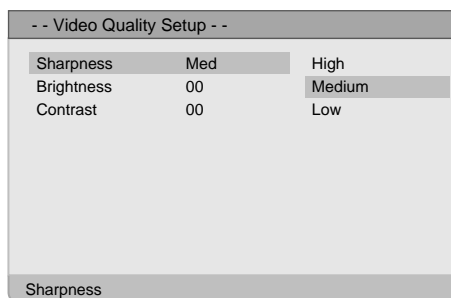 - - Video Quality Setup - -
Sharpness Med High
Brightness 00 Medium
Contrast 00 Low
Sharpness